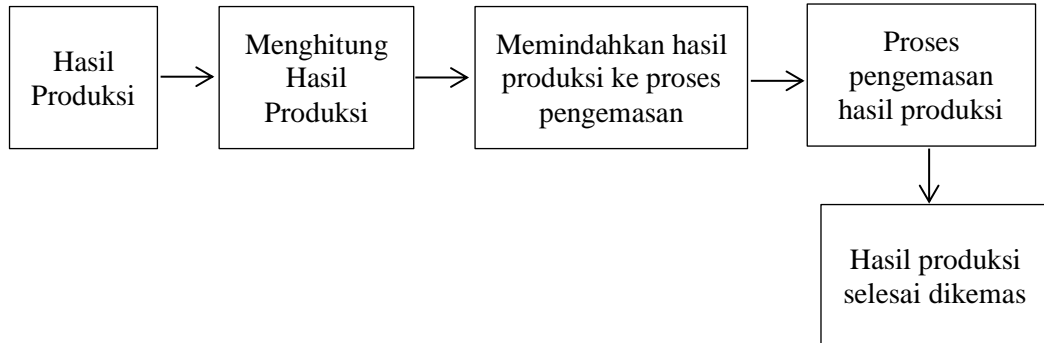 Hasil
Produksi
Menghitung
Hasil
Produksi
Memindahkan hasil
produksi ke proses
pengemasan
Proses
pengemasan
hasil produksi
Hasil produksi
selesai dikemas